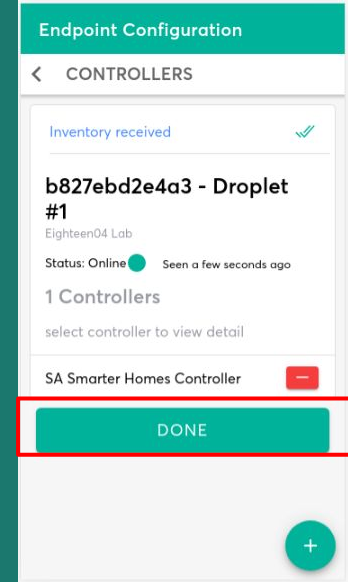 Endpoint Configuration
CONTROLLERS
Inventory received
b827ebd2e4a3 - Droplet
#1
Eighteen04 Lab
Status: Online Seen a few seconds ago
1 Controllers
select controller to view detail
SA Smarter Homes Controller
DONE